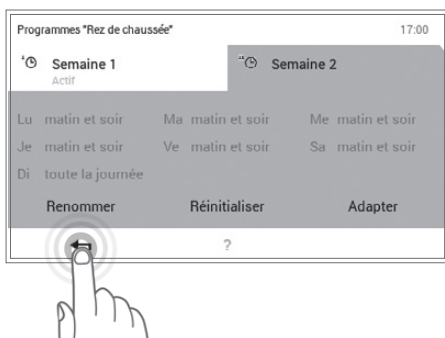 Programmes "Rez de chaussée" 17:00
Semaine 1 Semaine 2
Actif
Lu matin et soir Ma matin et soir Me matin et soir
Je matin et soir Ve matin et soir Sa matin et soir
Di toute la journée
Renommer Réinitialiser Adapter
?